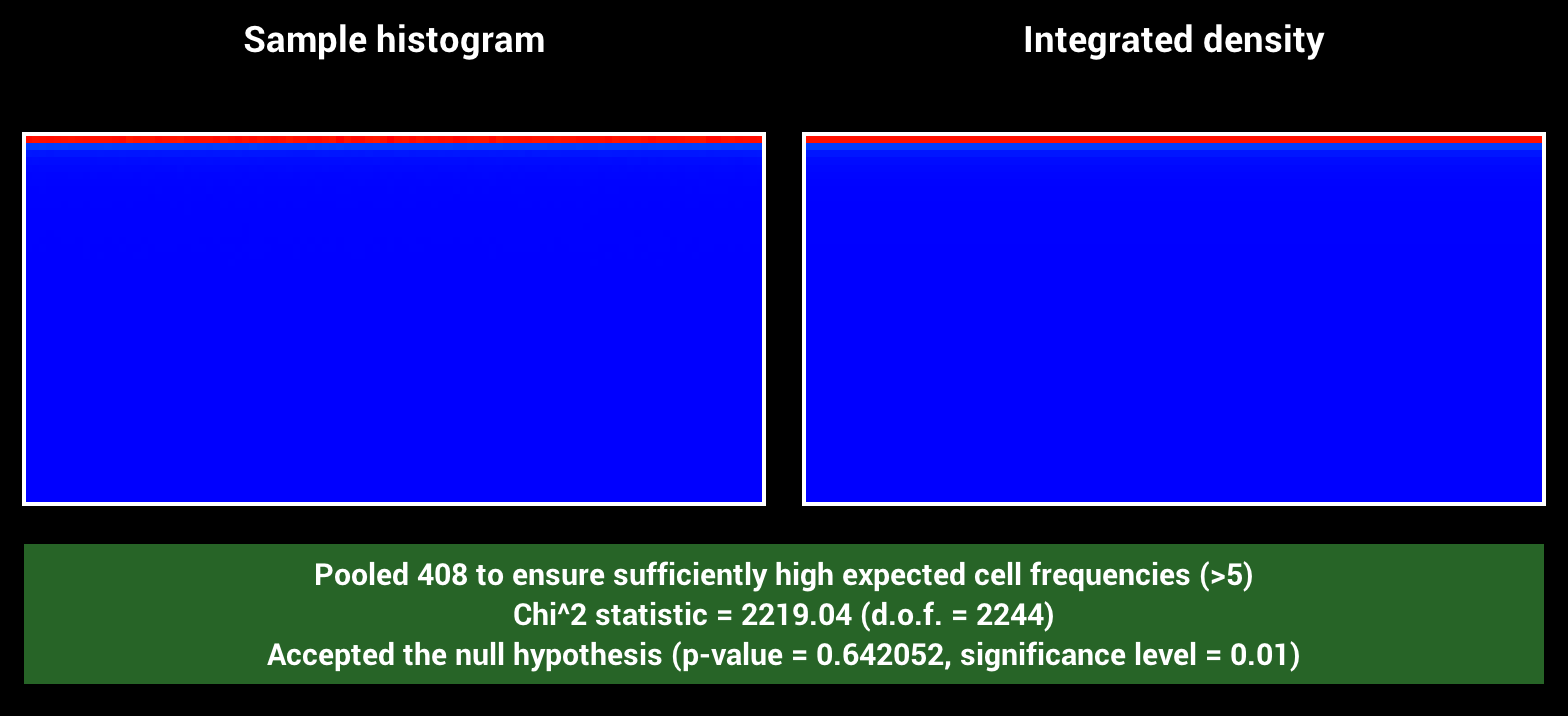 Sample histogram
Integrated density
Pooled 408 to ensure sufficiently high expected cell frequencies (>5)
Chi^2 statistic = 2219.04 (d.o.f. = 2244)
Accepted the null hypothesis (p-value = 0.642052, significance level = 0.01)